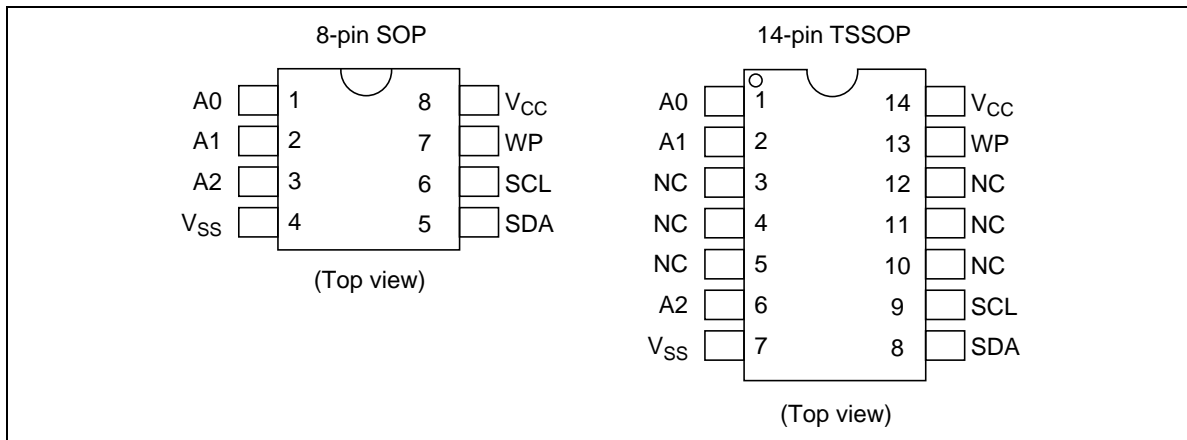 8-pin SOP
A0 1 8 VCC
A1 2 7 WP
A2 3 6 SCL
VSS 4 5 SDA
(Top view)
14-pin TSSOP
A0 1 14 VCC
A1 2 13 WP
NC 3 12 NC
NC 4 11 NC
NC 5 10 NC
A2 6 9 SCL
VSS 7 8 SDA
(Top view)